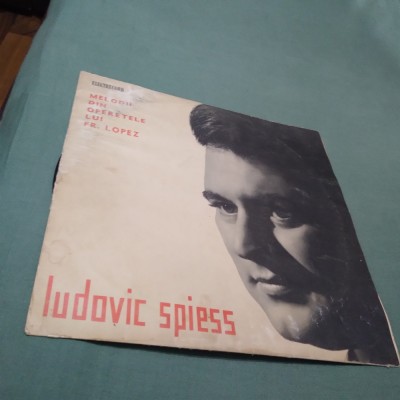 ELECTRECORD
MELODII
DIN
OPERETELE
LUI
FR. LOPEZ
ludovic spiess